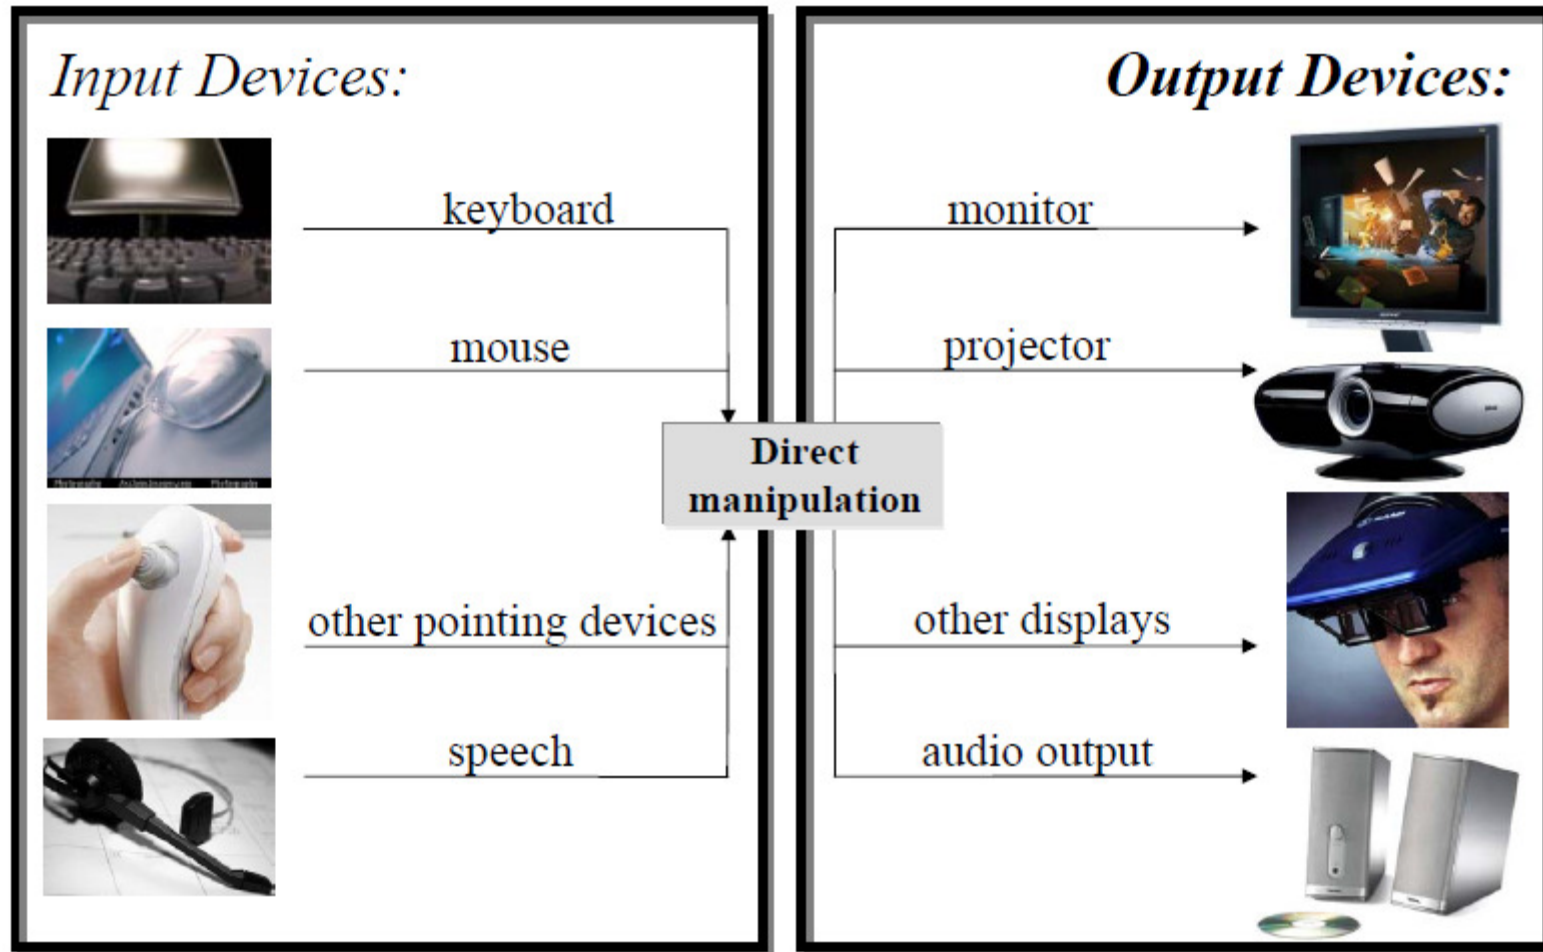 Input Devices:
keyboard
mouse
other pointing devices
speech
Direct
manipulation
Output Devices:
monitor
projector
other displays
audio output